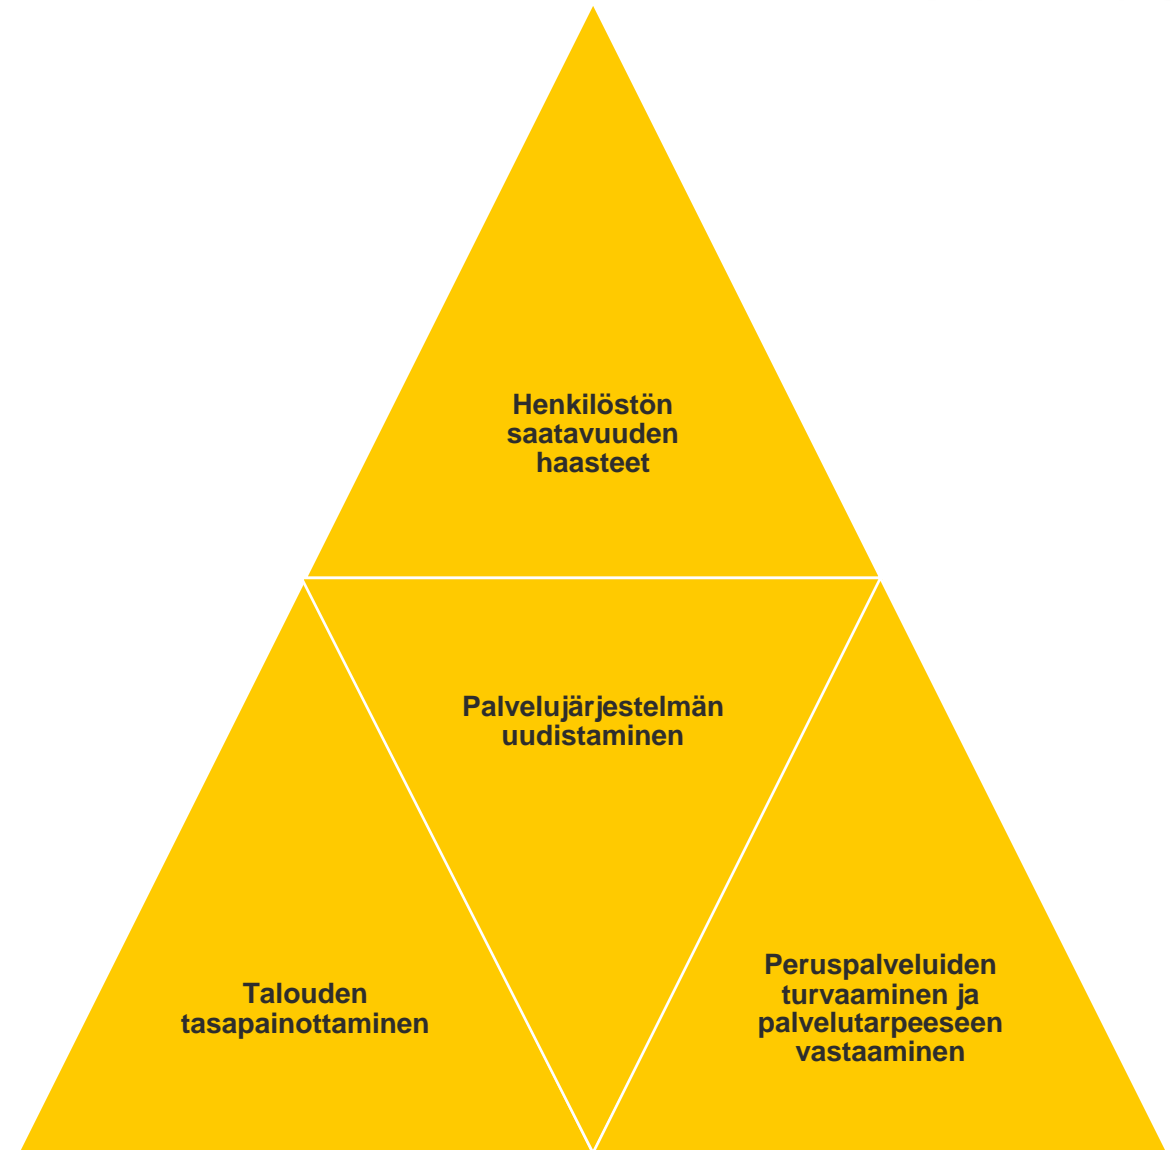 Henkilöstön
saatavuuden
haasteet
Palvelujärjestelmän
uudistaminen
Talouden
tasapainottaminen
Peruspalveluiden
turvaaminen ja
palvelutarpeeseen
vastaaminen